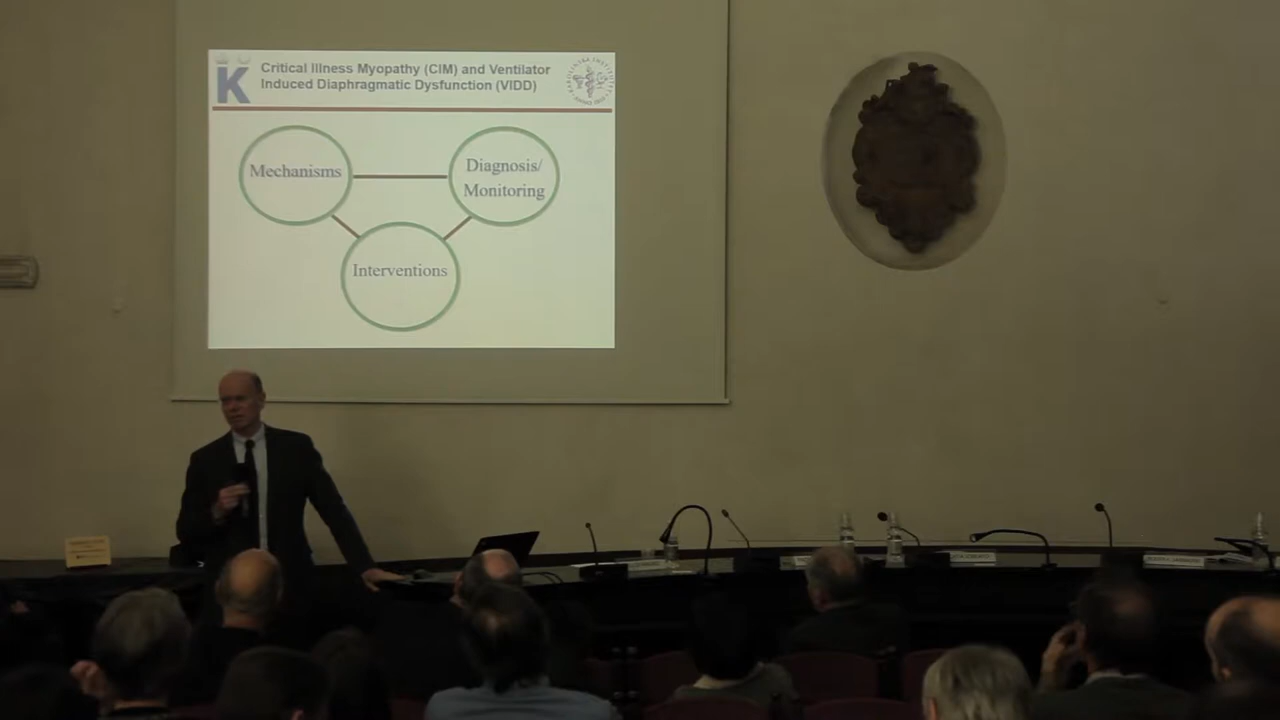 K
Critical Illness Myopathy (CIM) and Ventilator
Induced Diaphragmatic Dysfunction (VIDD)
Mechanisms
Diagnosis/
Monitoring
Interventions